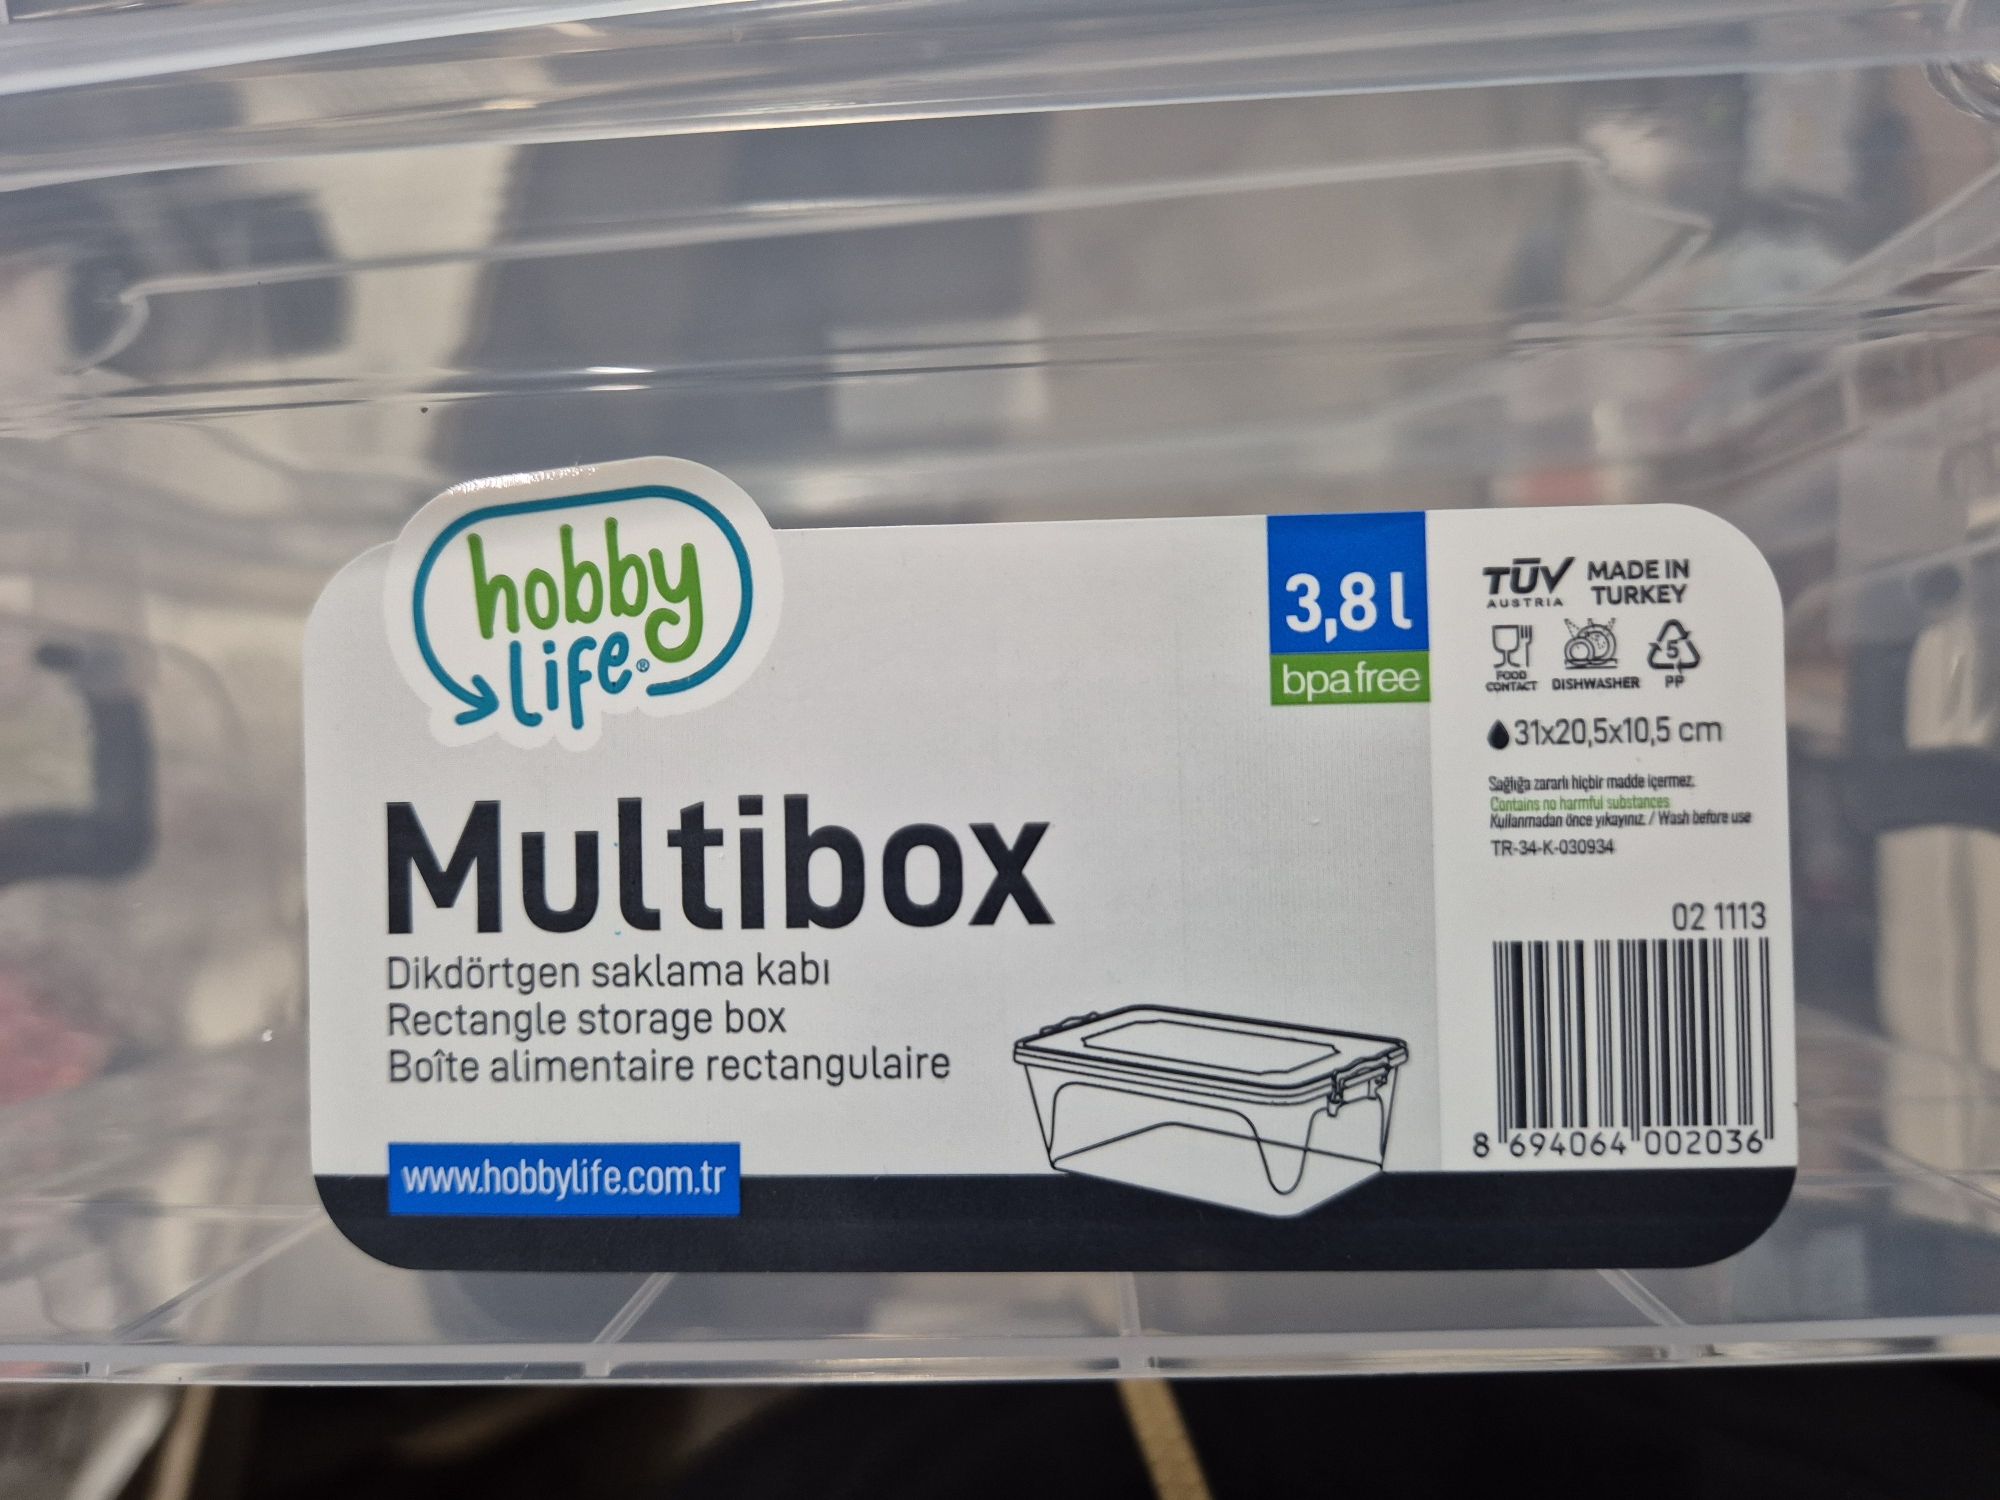 hobby
life®
3,8 l
bpa free
Multibox
Dikdörtgen saklama kabı
Rectangle storage box
Boîte alimentaire rectangulaire
www.hobbylife.com.tr
TÜV
AUSTRIA
MADE IN
TURKEY
FOOD
CONTACT
DISHWASHER
5
PP
31x20,5x10,5 cm
Sağlığa zararlı hiçbir madde içermez.
Contains no harmful substances
Kullanmadan önce yıkayınız. / Wash before use
TR-34-K-030934
02 1113
8 694064 002036